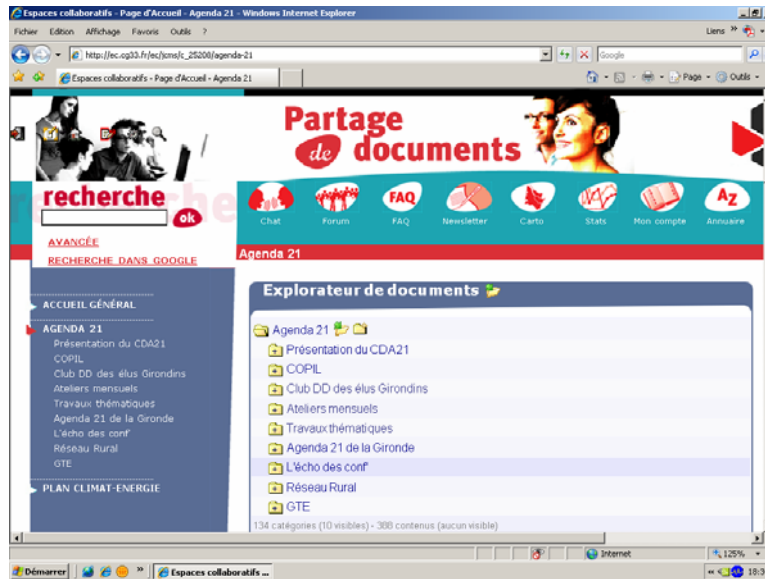 Espaces collaboratifs - Page d'Accueil - Agenda 21 - Windows Internet Explorer
Fichier Edition Affichage Favoris Outils ?
Liens »
http://ec.cg33.fr/ec/jcms/c_25200/agenda-21
Google
Espaces collaboratifs - Page d'Accueil - Agenda 21
Page Outils
Partage
de documents
recherche
ok
AVANCÉE
RECHERCHE DANS GOOGLE
FAQ
AZ
Chat Forum FAQ Newsletter Carto Stats Mon compte Annuaire
Agenda 21
ACCUEIL GÉNÉRAL
AGENDA 21
Présentation du CDA21
COPIL
Club DD des élus Girondins
Ateliers mensuels
Travaux thématiques
Agenda 21 de la Gironde
L'écho des conf'
Réseau Rural
GTE
PLAN CLIMAT-ENERGIE
Explorateur de documents
Agenda 21
Présentation du CDA21
COPIL
Club DD des élus Girondins
Ateliers mensuels
Travaux thématiques
Agenda 21 de la Gironde
L'écho des conf'
Réseau Rural
GTE
134 catégories (10 visibles) - 388 contenus (aucun visible)
Internet
125%
Démarrer
»
Espaces collaboratifs ...
«
18:3